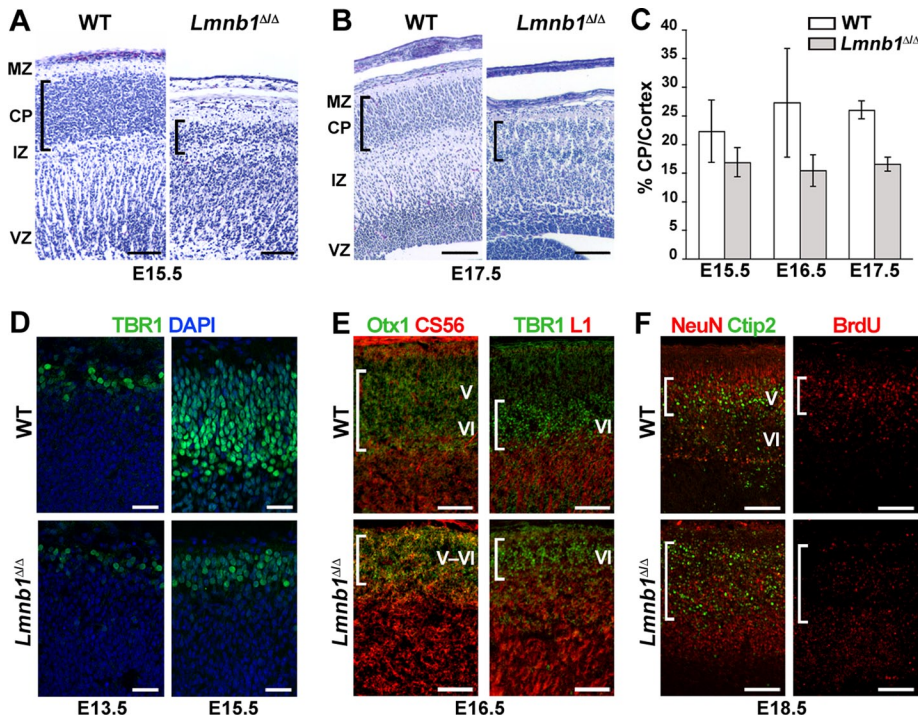 A
WT
Lmnb1Δ/Δ
MZ
CP
IZ
VZ
E15.5
B
WT
Lmnb1Δ/Δ
MZ
CP
IZ
VZ
E17.5
C
WT
Lmnb1Δ/Δ
% CP/Cortex
40
35
30
25
20
15
10
5
0
E15.5 E16.5 E17.5
D
TBR1 DAPI
WT
Lmnb1Δ/Δ
E13.5 E15.5
E
Otx1 CS56 TBR1 L1
WT
V
VI
VI
Lmnb1Δ/Δ
V–VI
VI
E16.5
F
NeuN Ctip2 BrdU
WT
V
VI
Lmnb1Δ/Δ
E18.5